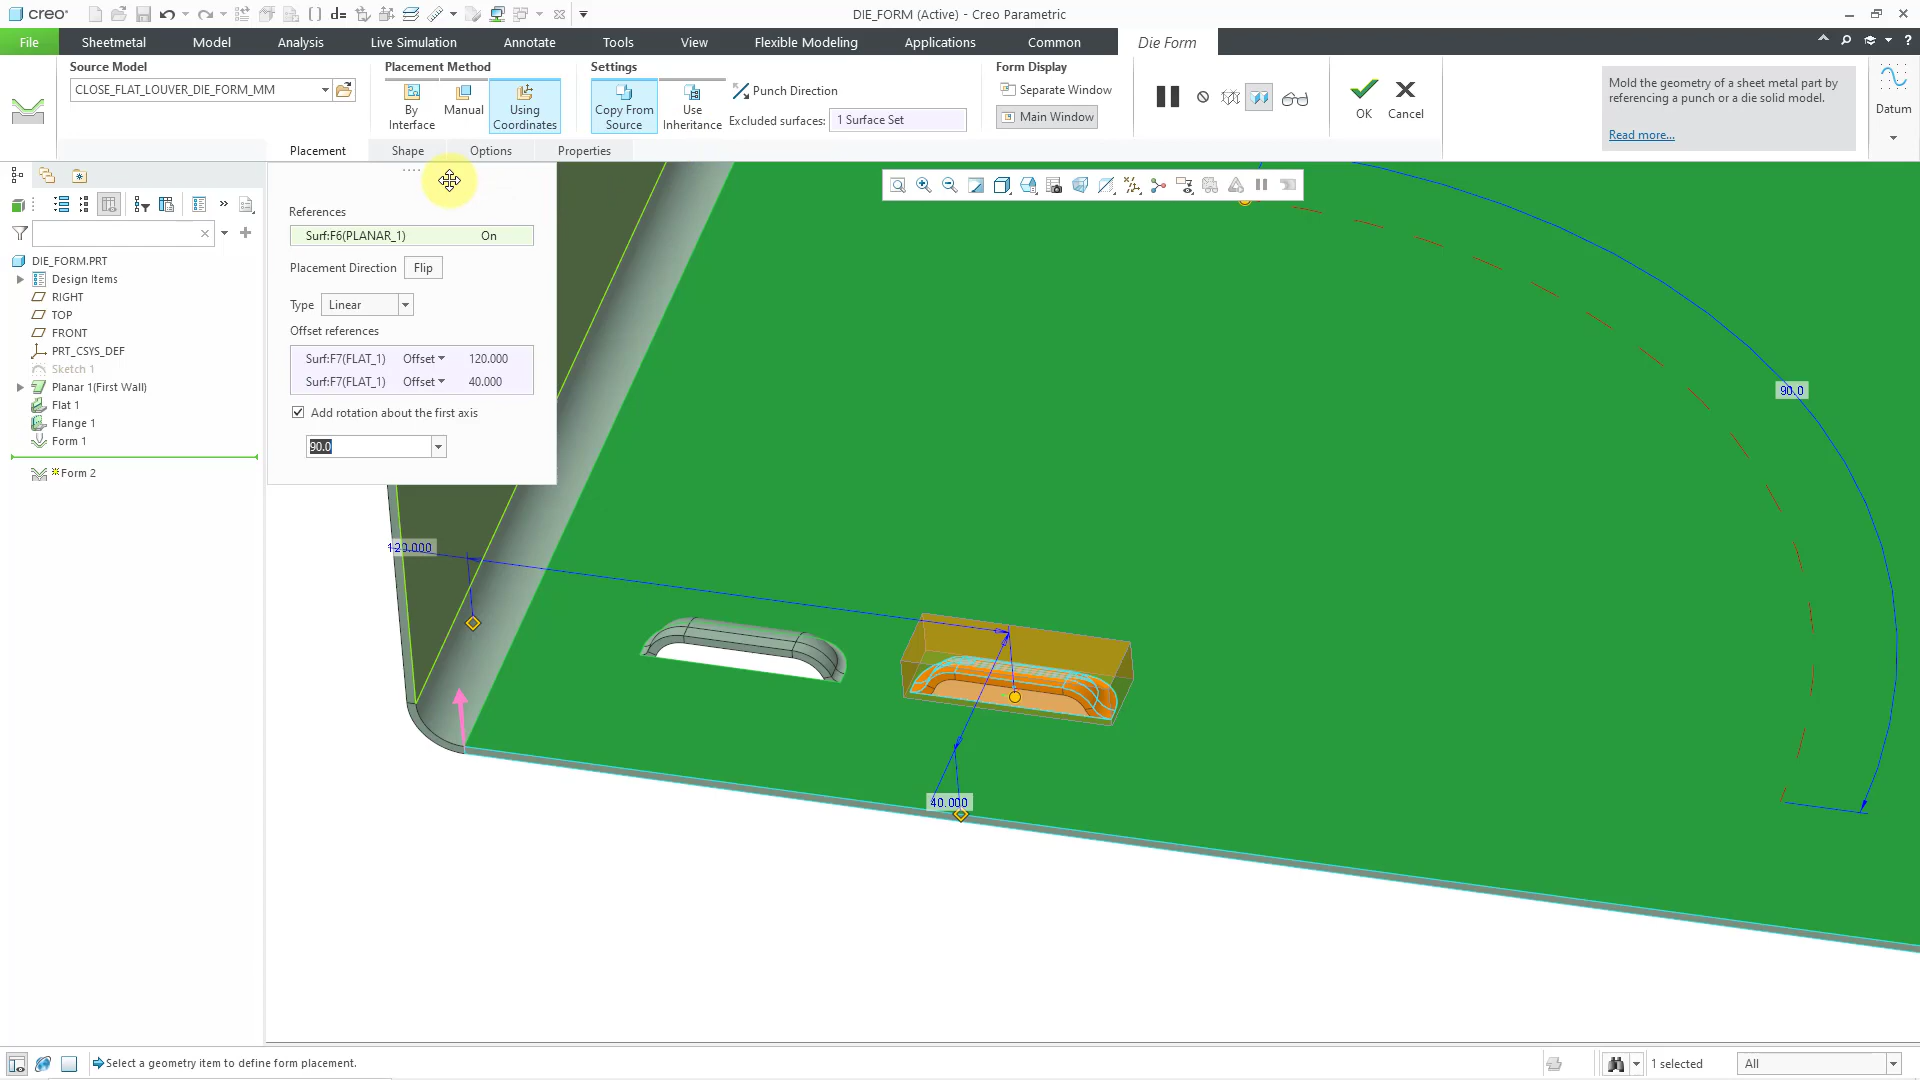 creo
DIE_FORM (Active) - Creo Parametric
File
Sheetmetal
Model
Analysis
Live Simulation
Annotate
Tools
View
Flexible Modeling
Applications
Common
Die Form
Source Model
CLOSE_FLAT_LOUVER_DIE_FORM_MM
Placement Method
By
Interface
Manual
Using
Coordinates
Settings
Copy From
Source
Use
Inheritance
Punch Direction
Excluded surfaces:
1 Surface Set
Form Display
Separate Window
Main Window
OK
Cancel
Mold the geometry of a sheet metal part by
referencing a punch or a die solid model.
Read more...
Datum
Placement
Shape
Options
Properties
References
Surf:F6(PLANAR_1) On
Placement Direction
Flip
Type
Linear
Offset references
Surf:F7(FLAT_1) Offset 120.000
Surf:F7(FLAT_1) Offset 40.000
Add rotation about the first axis
90.0
DIE_FORM.PRT
Design Items
RIGHT
TOP
FRONT
PRT_CSYS_DEF
Sketch 1
Planar 1(First Wall)
Flat 1
Flange 1
Form 1
Form 2
90.0
120.000
40.000
Select a geometry item to define form placement.
1 selected
All